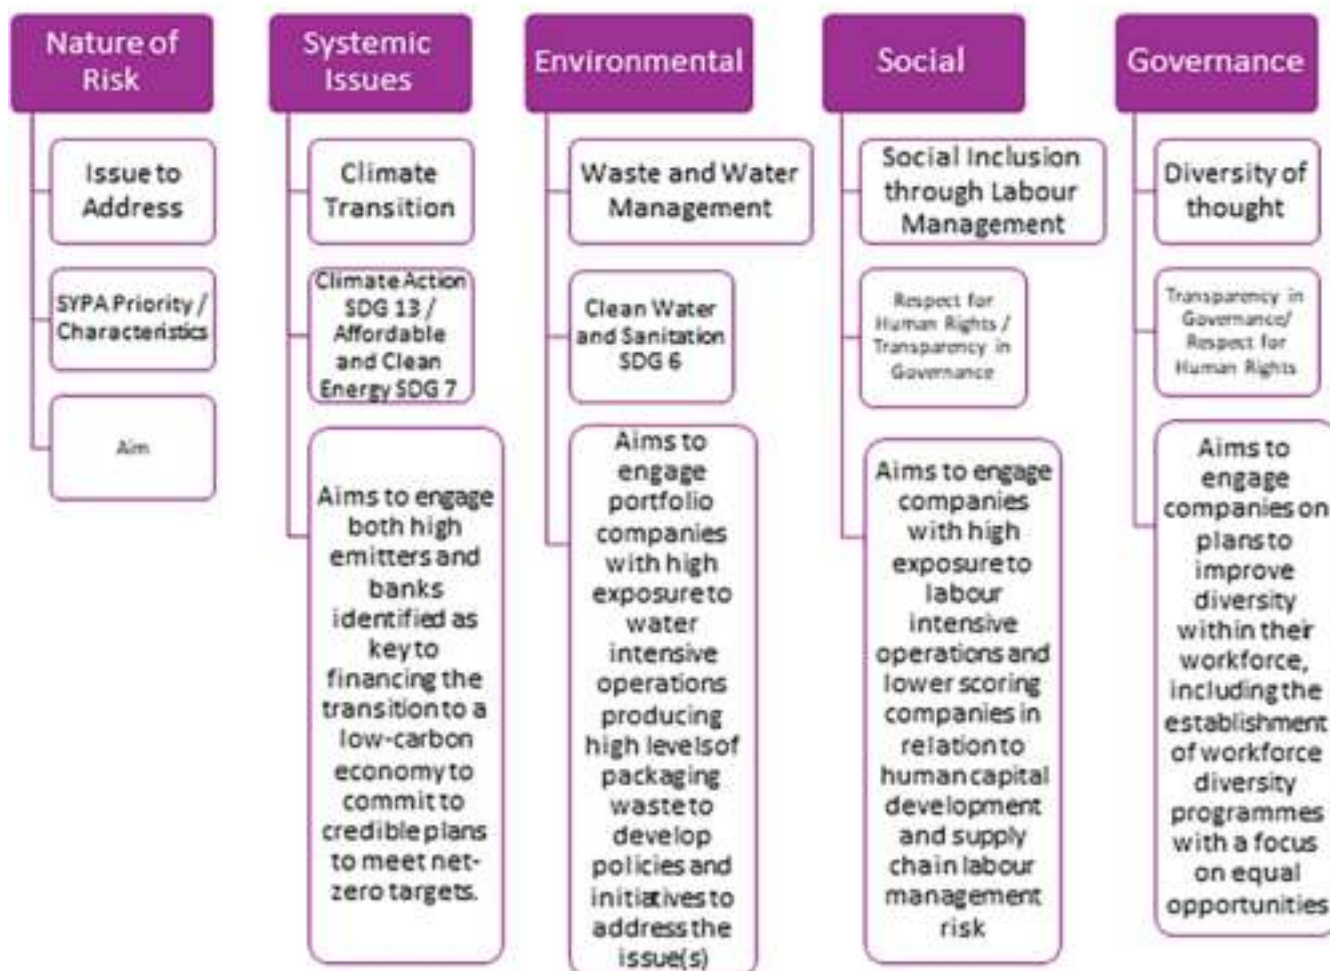 Nature of
Risk
Issue to
Address
SYPA Priority /
Characteristics
Aim
Systemic
Issues
Climate
Transition
Climate Action
SDG 13 /
Affordable
and Clean
Energy SDG 7
Aims to engage
both high
emitters and
banks
identified as
key to
financing the
transition to a
low-carbon
economy to
commit to
credible plans
to meet net-
zero targets.
Environmental
Waste and Water
Management
Clean Water
and Sanitation
SDG 6
Aims to
engage
portfolio
companies
with high
exposure to
water
intensive
operations
producing
high levels of
packaging
waste to
develop
policies and
initiatives to
address the
issue(s)
Social
Social Inclusion
through Labour
Management
Respect for
Human Rights /
Transparency in
Governance
Aims to engage
companies
with high
exposure to
labour
intensive
operations and
lower scoring
companies in
relation to
human capital
development
and supply
chain labour
management
risk
Governance
Diversity of
thought
Transparency in
Governance/
Respect for
Human Rights
Aims to
engage
companies on
plans to
improve
diversity
within their
workforce,
including the
establishment
of workforce
diversity
programmes
with a focus
on equal
opportunities